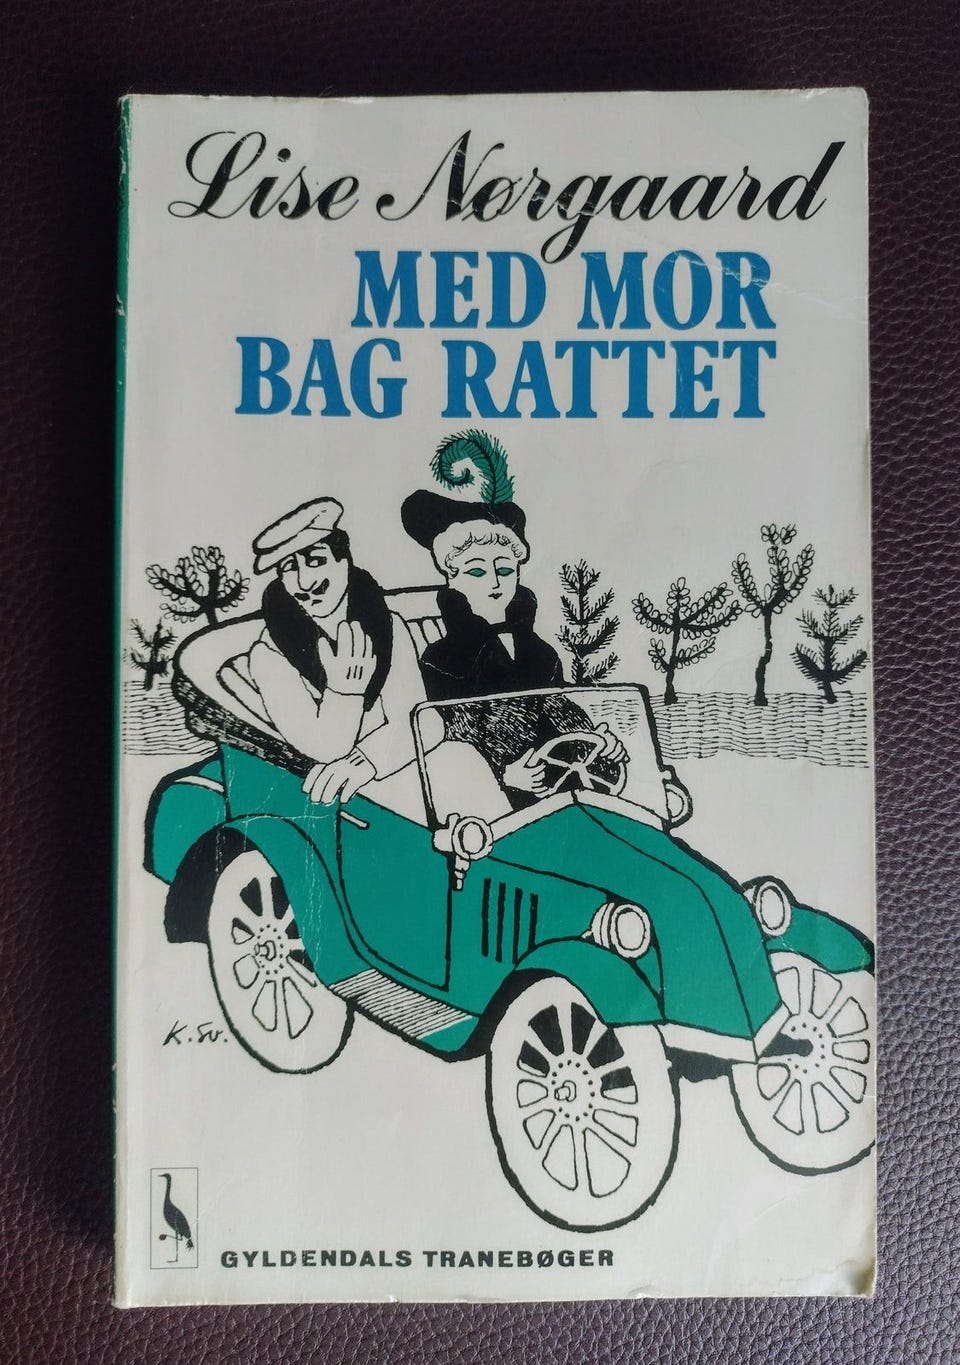 Lise Nørgaard
MED MOR
BAG RATTET
K. Sv.
GYLDENDALS TRANEBØGER